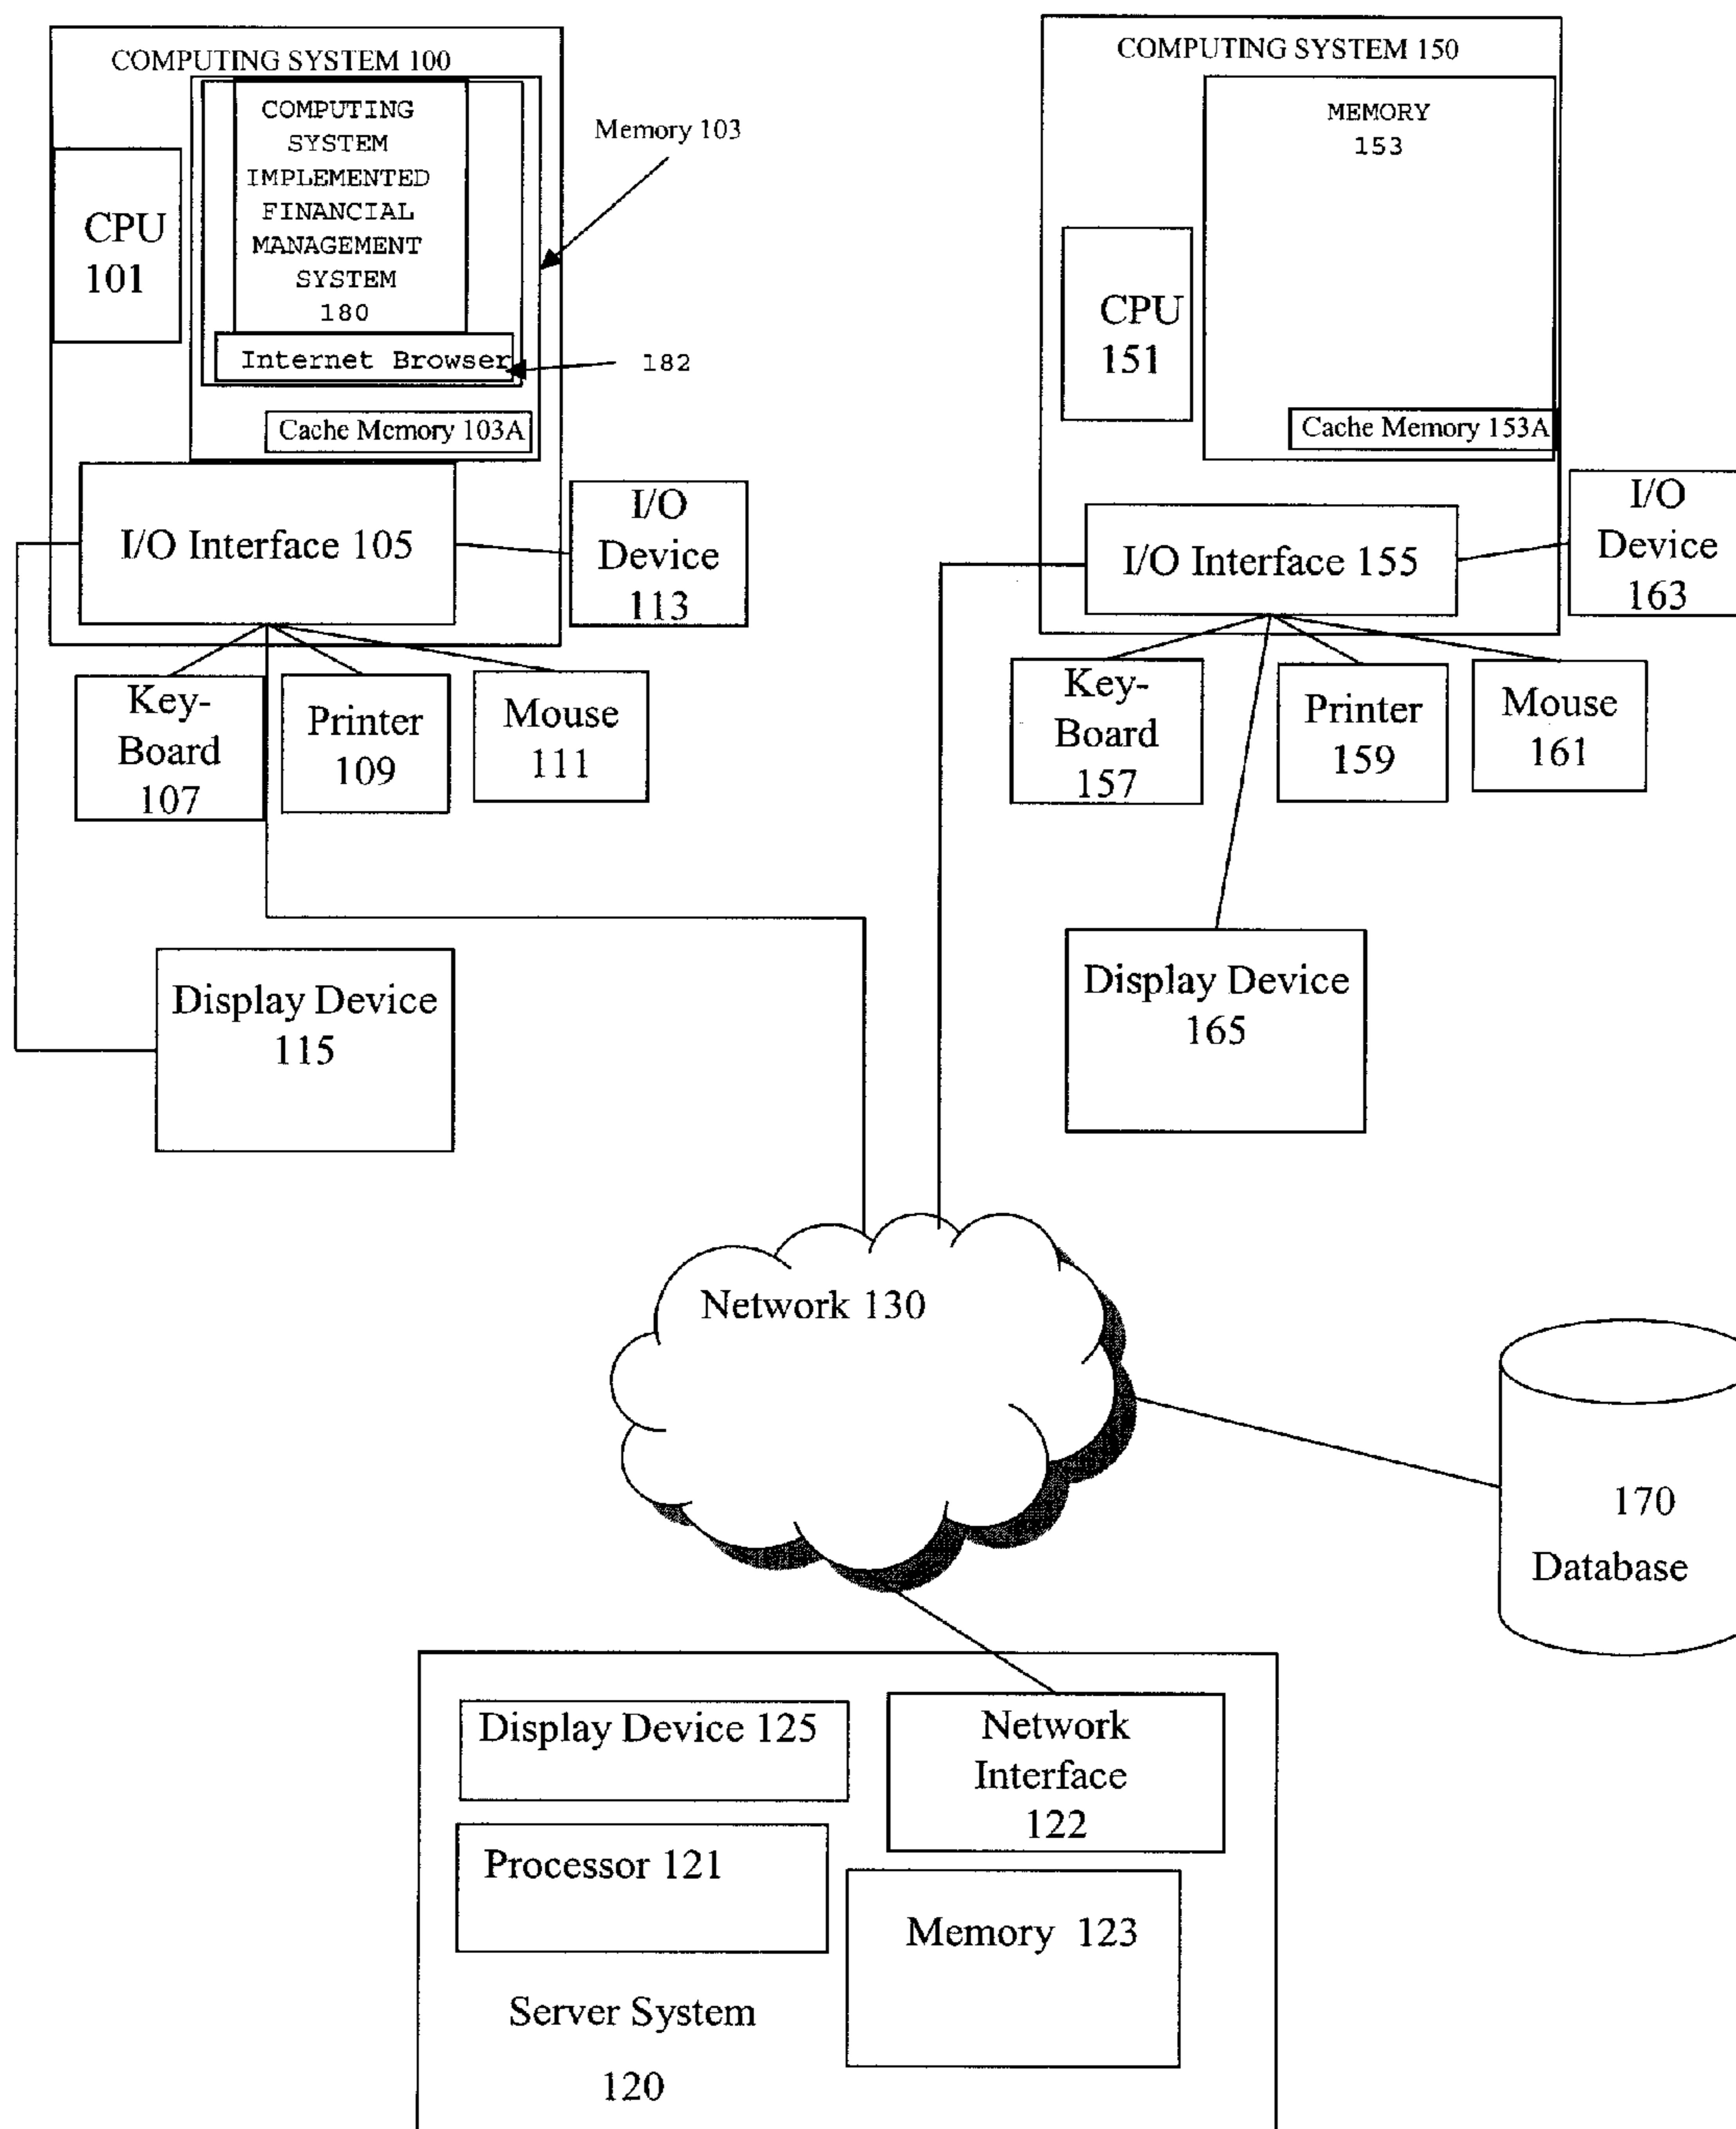 COMPUTING SYSTEM 100
COMPUTING
SYSTEM
IMPLEMENTED
FINANCIAL
MANAGEMENT
SYSTEM
180
Internet Browser
182
Memory 103
CPU
101
Cache Memory 103A
I/O Interface 105
I/O
Device
113
Key-
Board
107
Printer
109
Mouse
111
Display Device
115
COMPUTING SYSTEM 150
MEMORY
153
CPU
151
Cache Memory 153A
I/O Interface 155
I/O
Device
163
Key-
Board
157
Printer
159
Mouse
161
Display Device
165
Network 130
170
Database
Display Device 125
Network
Interface
122
Processor 121
Memory 123
Server System
120